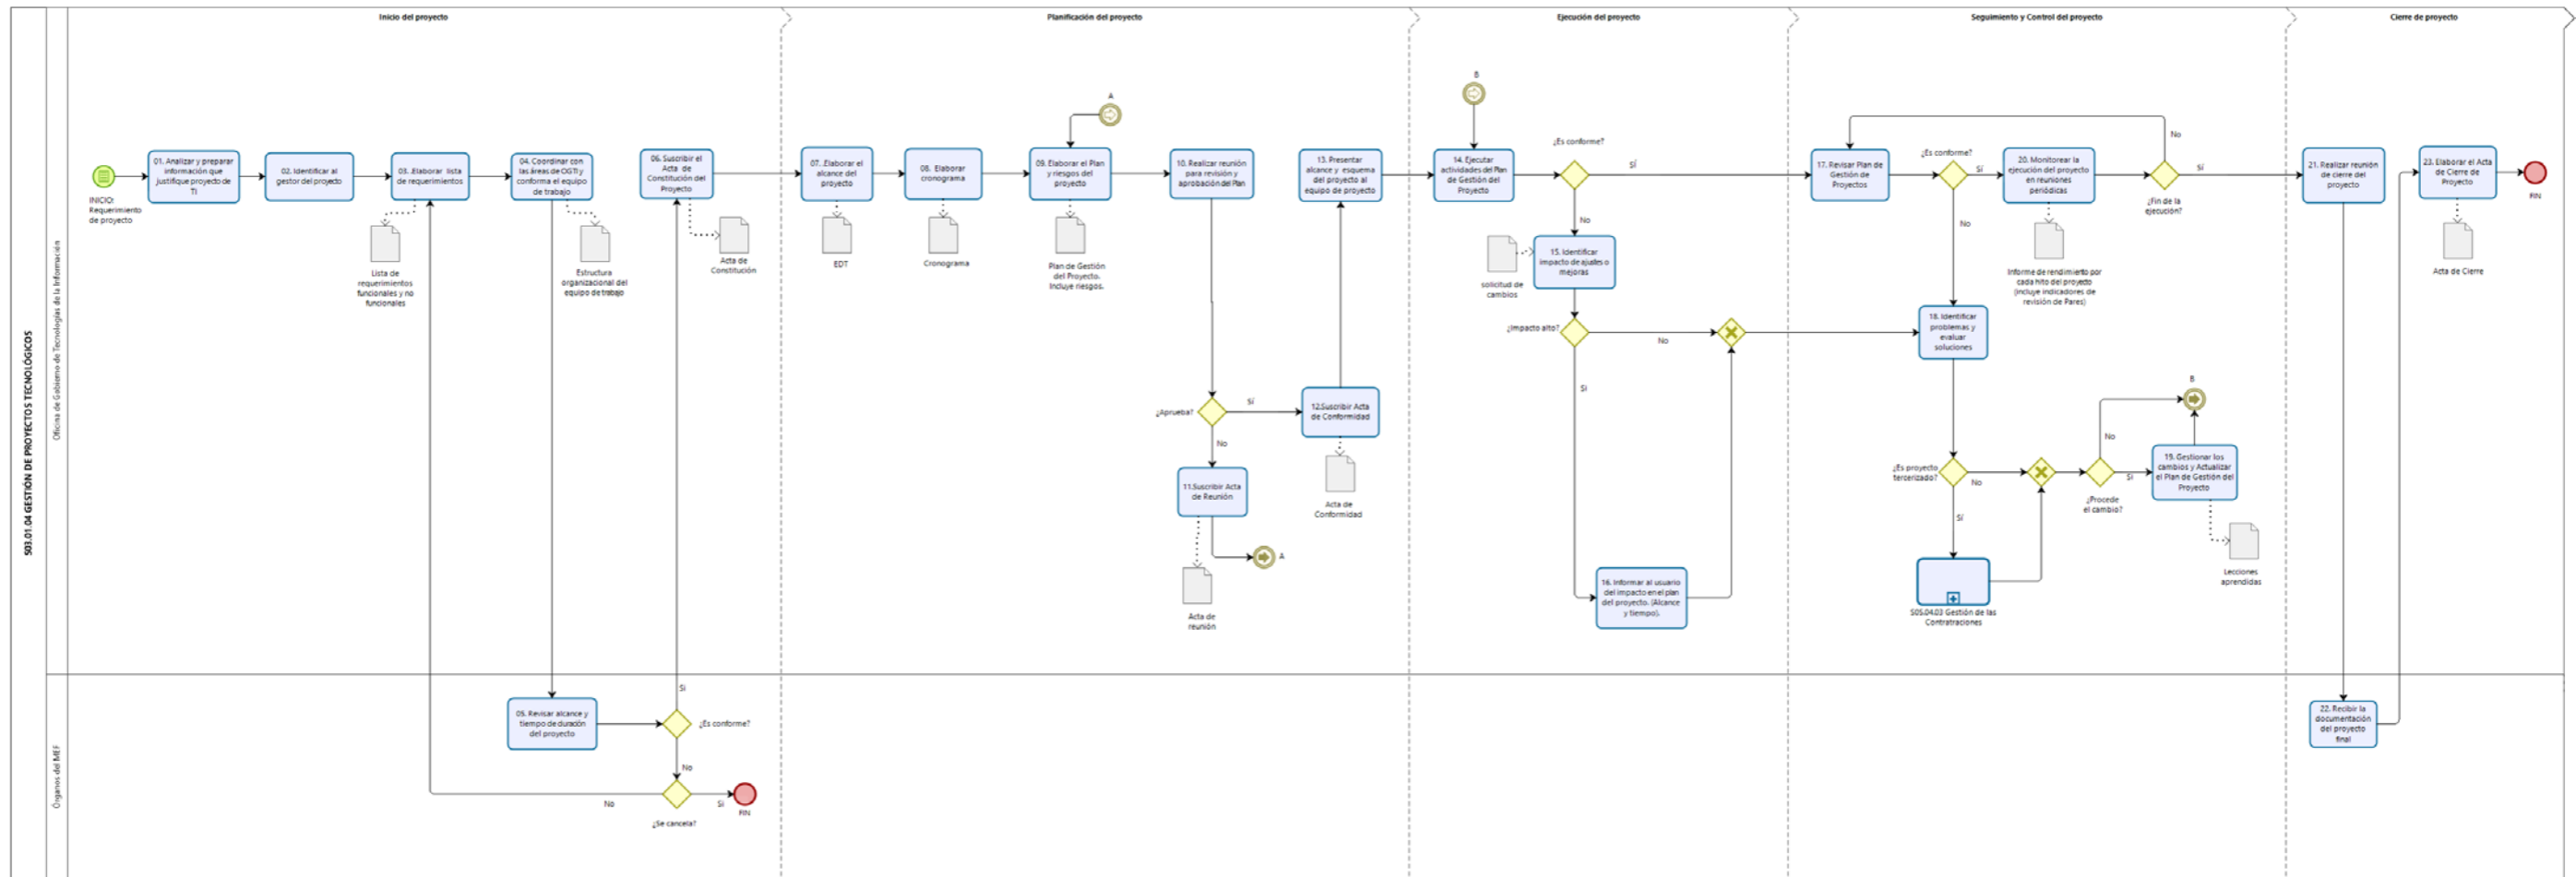 Inicio del proyecto
Planificación del proyecto
Ejecución del proyecto
Seguimiento y Control del proyecto
Cierre de proyecto
S03.01.04 GESTIÓN DE PROYECTOS TECNOLÓGICOS
Oficina de Gobierno de Tecnologías de la Información
Órganos del MEF
INICIO:
Requerimiento
de proyecto
01. Analizar y preparar
información que
justifique proyecto de
TI
02. Identificar al
gestor del proyecto
03. .Elaborar lista
de requerimientos
Lista de
requerimientos
funcionales y no
funcionales
04. Coordinar con
las áreas de OGTI y
conforma el equipo
de trabajo
Estructura
organizacional del
equipo de trabajo
05. Revisar alcance y
tiempo de duración
del proyecto
¿Es conforme?
Sí
No
¿Se cancela?
No
Sí
FIN
06. Suscribir el
Acta de
Constitución del
Proyecto
Acta de
Constitución
07. .Elaborar el
alcance del
proyecto
EDT
08. Elaborar
cronograma
Cronograma
A
09. Elaborar el Plan
y riesgos del
proyecto
Plan de Gestión
del Proyecto.
Incluye riesgos.
10. Realizar reunión
para revisión y
aprobación del Plan
¿Aprueba?
Sí
No
11.Suscribir Acta
de Reunión
A
Acta de
reunión
12.Suscribir Acta
de Conformidad
Acta de
Conformidad
13. Presentar
alcance y esquema
del proyecto al
equipo de proyecto
B
14. Ejecutar
actividades del Plan
de Gestión del
Proyecto
¿Es conforme?
SÍ
No
15. Identificar
impacto de ajustes o
mejoras
solicitud de
cambios
¿Impacto alto?
No
Si
16. Informar al usuario
del impacto en el plan
del proyecto. (Alcance
y tiempo).
17. Revisar Plan de
Gestión de
Proyectos
¿Es conforme?
Sí
No
18. Identificar
problemas y
evaluar
soluciones
¿Es proyecto
tercerizado?
No
Sí
S05.04.03 Gestión de las
Contrataciones
¿Procede
el cambio?
No
Si
B
19. Gestionar los
cambios y Actualizar
el Plan de Gestión del
Proyecto
Lecciones
aprendidas
20. Monitorear la
ejecución del proyecto
en reuniones
periódicas
Informe de rendimiento por
cada hito del proyecto
(incluye indicadores de
revisión de Pares)
¿Fin de la
ejecución?
No
Sí
21. Realizar reunión
de cierre del
proyecto
22. Recibir la
documentación
del proyecto
final
23. Elaborar el Acta
de Cierre de
Proyecto
Acta de Cierre
FIN